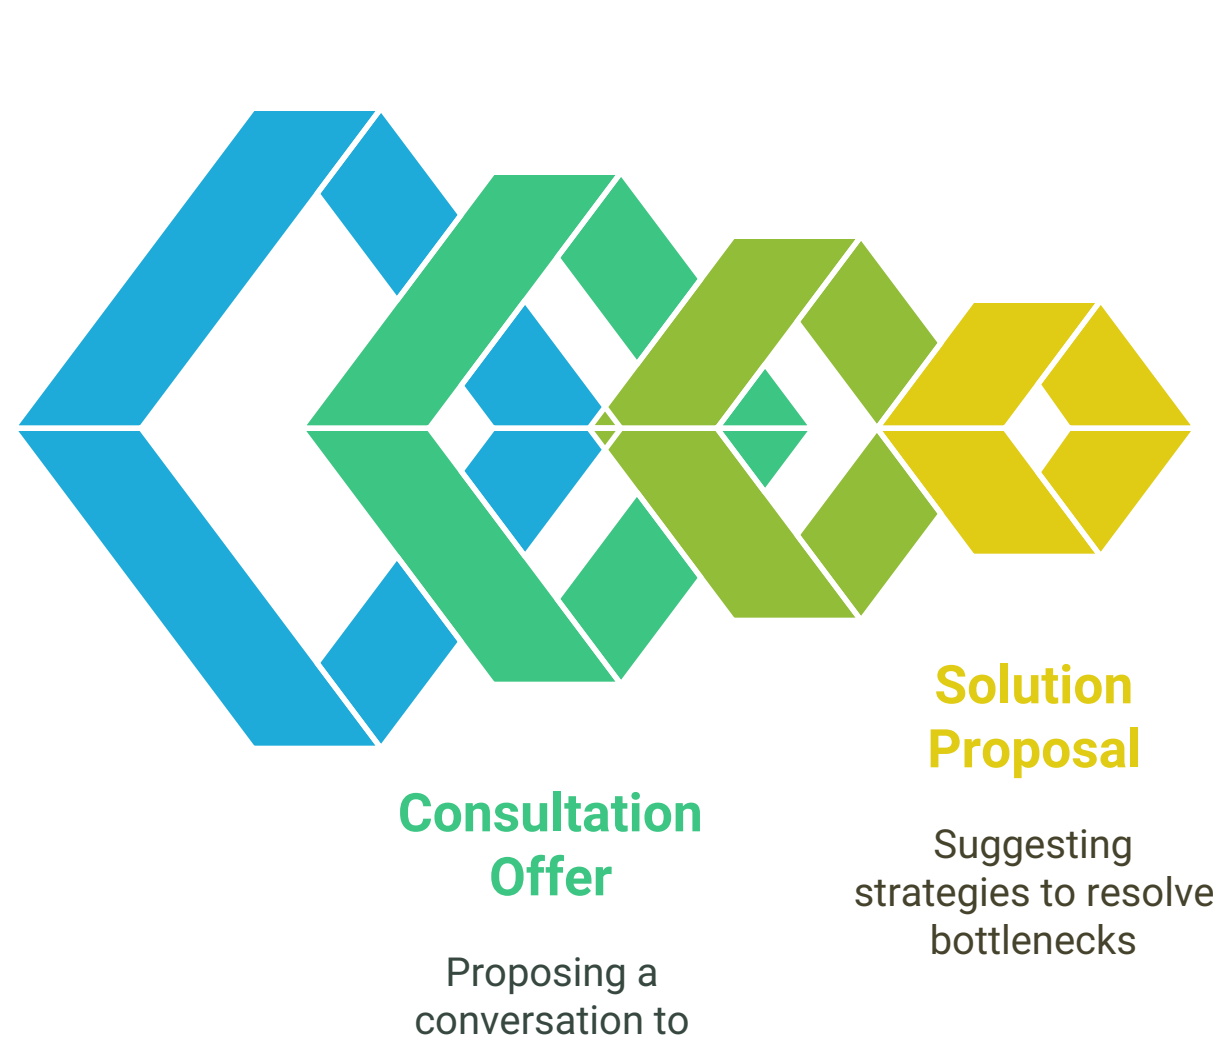 Consultation
Offer
Proposing a
conversation to
Solution
Proposal
Suggesting
strategies to resolve
bottlenecks